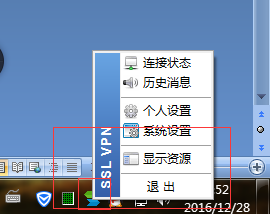 连接状态
历史消息
个人设置
系统设置
显示资源
退 出
SSL VPN
:52
2016/12/28